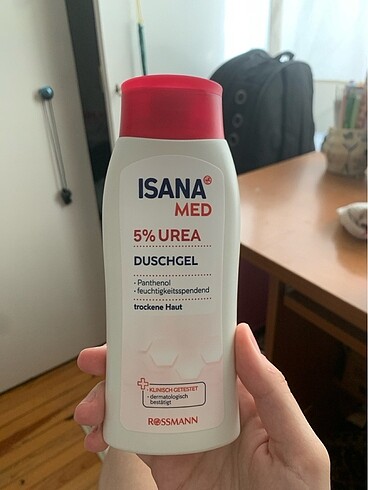 ISANA
MED
5% UREA
DUSCHGEL
• Panthenol
• feuchtigkeitsspendend
trockene Haut
KLINISCH GETESTET
• dermatologisch
bestätigt
ROSSMANN